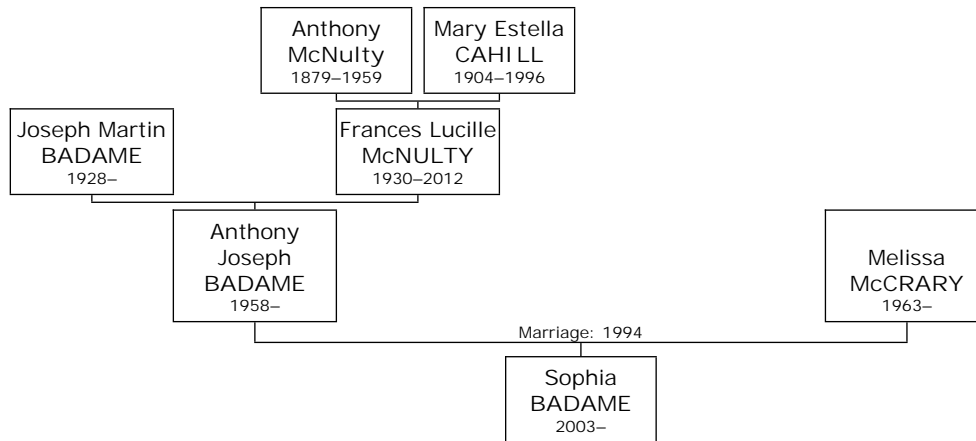 Anthony
McNulty
1879–1959
Mary Estella
CAHILL
1904–1996
Joseph Martin
BADAME
1928–
Frances Lucille
McNULTY
1930–2012
Anthony
Joseph
BADAME
1958–
Melissa
McCRARY
1963–
Marriage: 1994
Sophia
BADAME
2003–